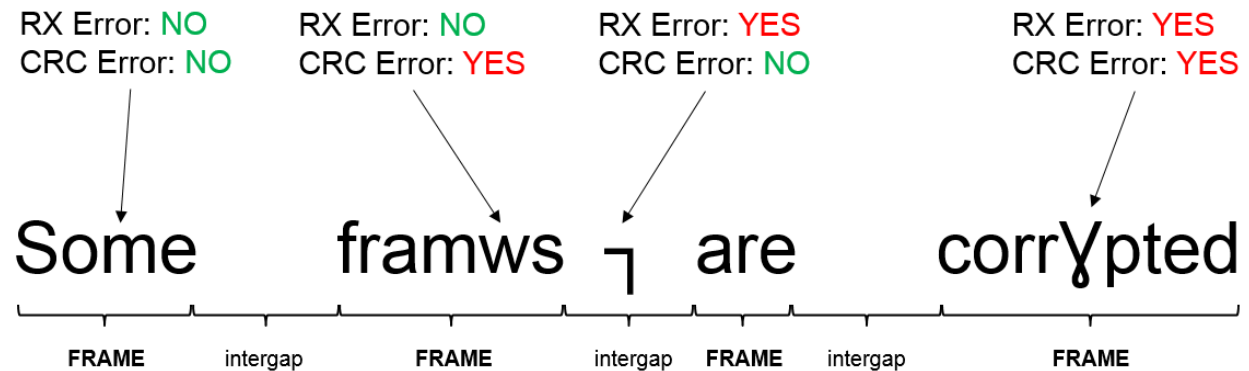 RX Error: NO
CRC Error: NO
RX Error: NO
CRC Error: YES
RX Error: YES
CRC Error: NO
RX Error: YES
CRC Error: YES
Some framws ┐ are corrɣpted
FRAME intergap FRAME intergap FRAME intergap FRAME